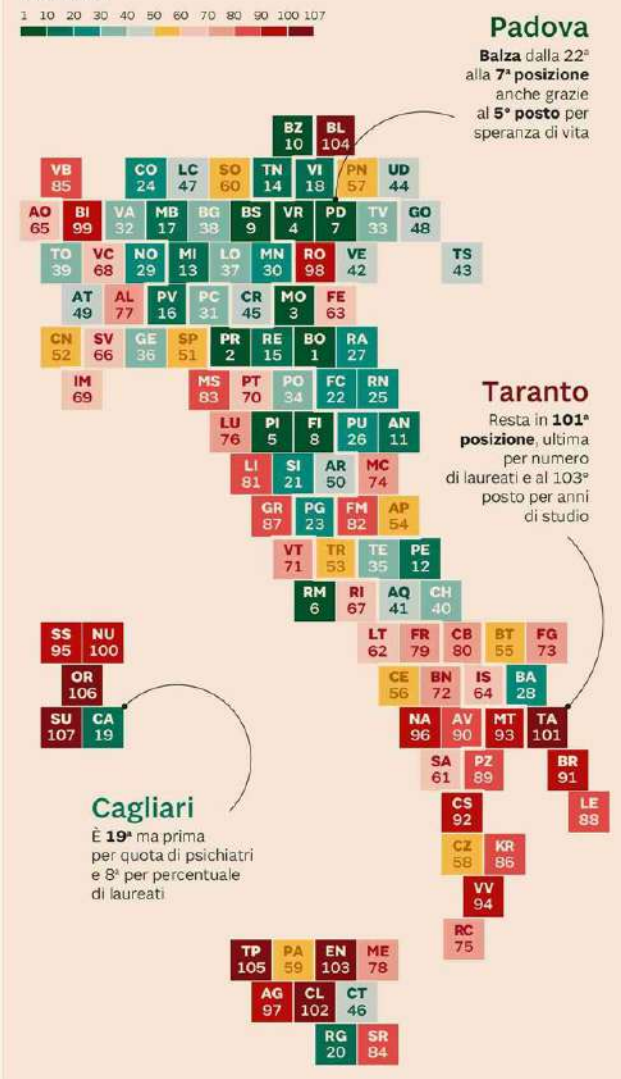 1 10 20 30 40 50 60 70 80 90 100 107
Padova
Balza dalla 22ª
alla 7ª posizione
anche grazie
al 5° posto per
speranza di vita
BZ BL
10 104
VB CO LC SO TN VI PN UD
85 24 47 60 14 18 57 44
AO BI VA MB BG BS VR PD TV GO
65 99 32 17 38 9 4 7 33 48
TO VC NO MI LO MN RO VE TS
39 68 29 13 37 30 98 42 43
AT AL PV PC CR MO FE
49 77 16 31 45 3 63
CN SV GE SP PR RE BO RA
52 66 36 51 2 15 1 27
IM MS PT PO FC RN
69 83 70 34 22 25
Taranto
Resta in 101ª
posizione, ultima
per numero
di laureati e al 103°
posto per anni
di studio
LU PI FI PU AN
76 5 8 26 11
LI SI AR MC
81 21 50 74
GR PG FM AP
87 23 82 54
VT TR TE PE
71 53 35 12
RM RI AQ CH
6 67 41 40
SS NU LT FR CB BT FG
95 100 62 79 80 55 73
OR CE BN IS BA
106 56 72 64 28
SU CA NA AV MT TA
107 19 96 90 93 101
SA PZ BR
61 89 91
CS LE
92 88
Cagliari
È 19ª ma prima
per quota di psichiatri
e 8ª per percentuale
di laureati
CZ KR
58 86
VV
94
RC
75
TP PA EN ME
105 59 103 78
AG CL CT
97 102 46
RG SR
20 84